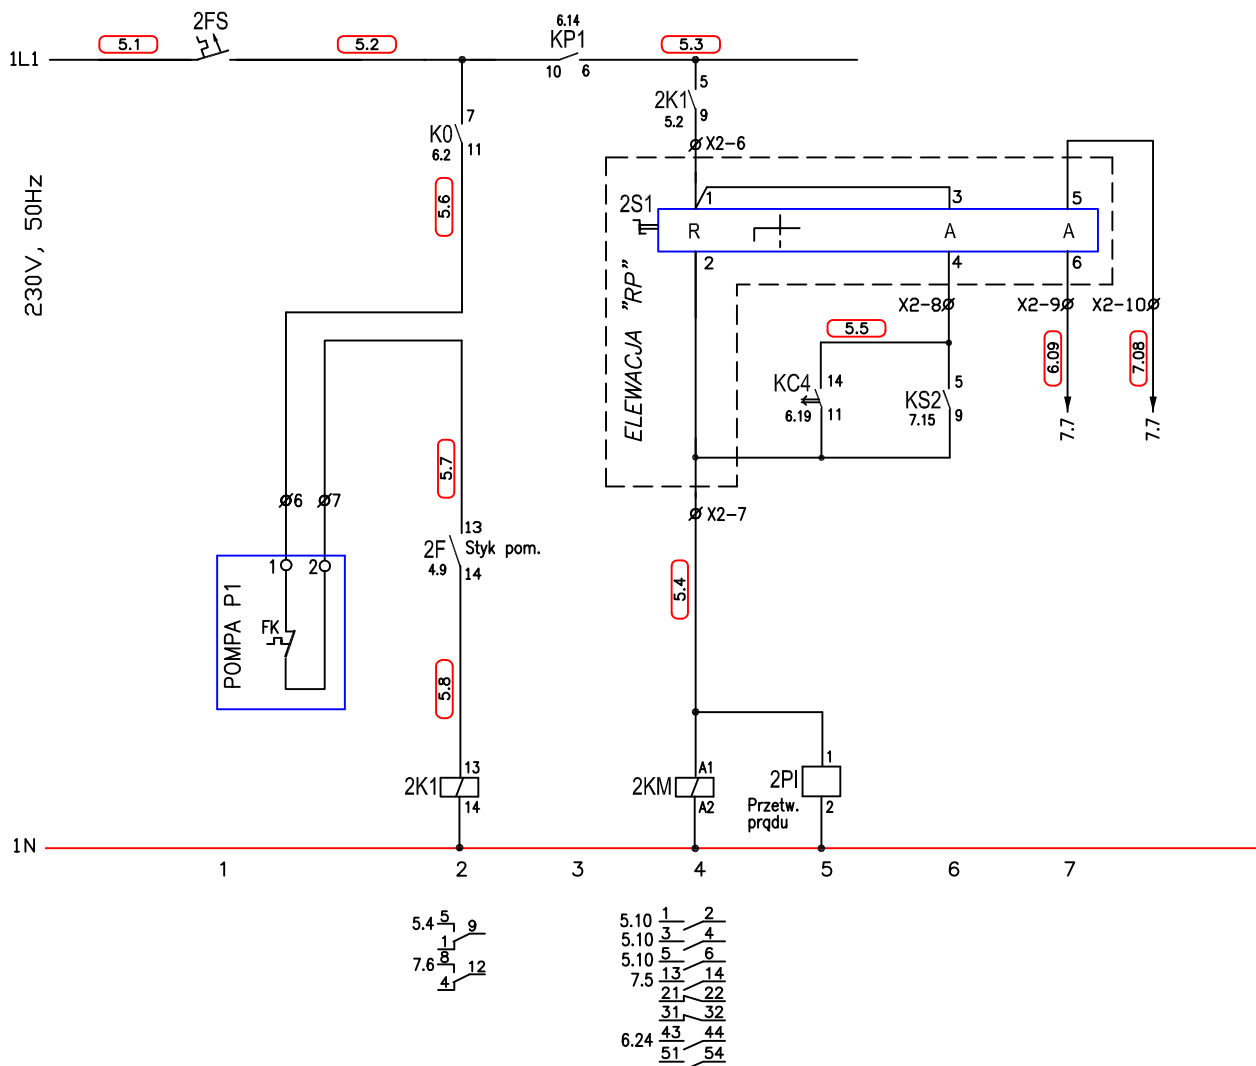 2FS
6.14
KP1
5.1
5.2
5.3
1L1
10 6
5
2K1
5.2
9
7
K0
6.2
11
X2-6
230V, 50Hz
5.6
2S1
1 3 5
R A A
2 4 6
ELEWACJA "RP"
X2-8 X2-9 X2-10
5.5
6.09
7.08
KC4
14
6.19
11
5
KS2
7.15
9
7.7
7.7
5.7
6 7
X2-7
13
2F
Styk pom.
4.9
14
1 2
POMPA P1
FK
5.4
5.8
13
2K1
14
A1
2KM
A2
1
2PI
Przetw.
prądu
2
1N
1 2 3 4 5 6 7
5
5.4
9
1
8
7.6
12
4
5.10 1 2
5.10 3 4
5.10 5 6
7.5 13 14
21 22
31 32
6.24 43 44
51 54